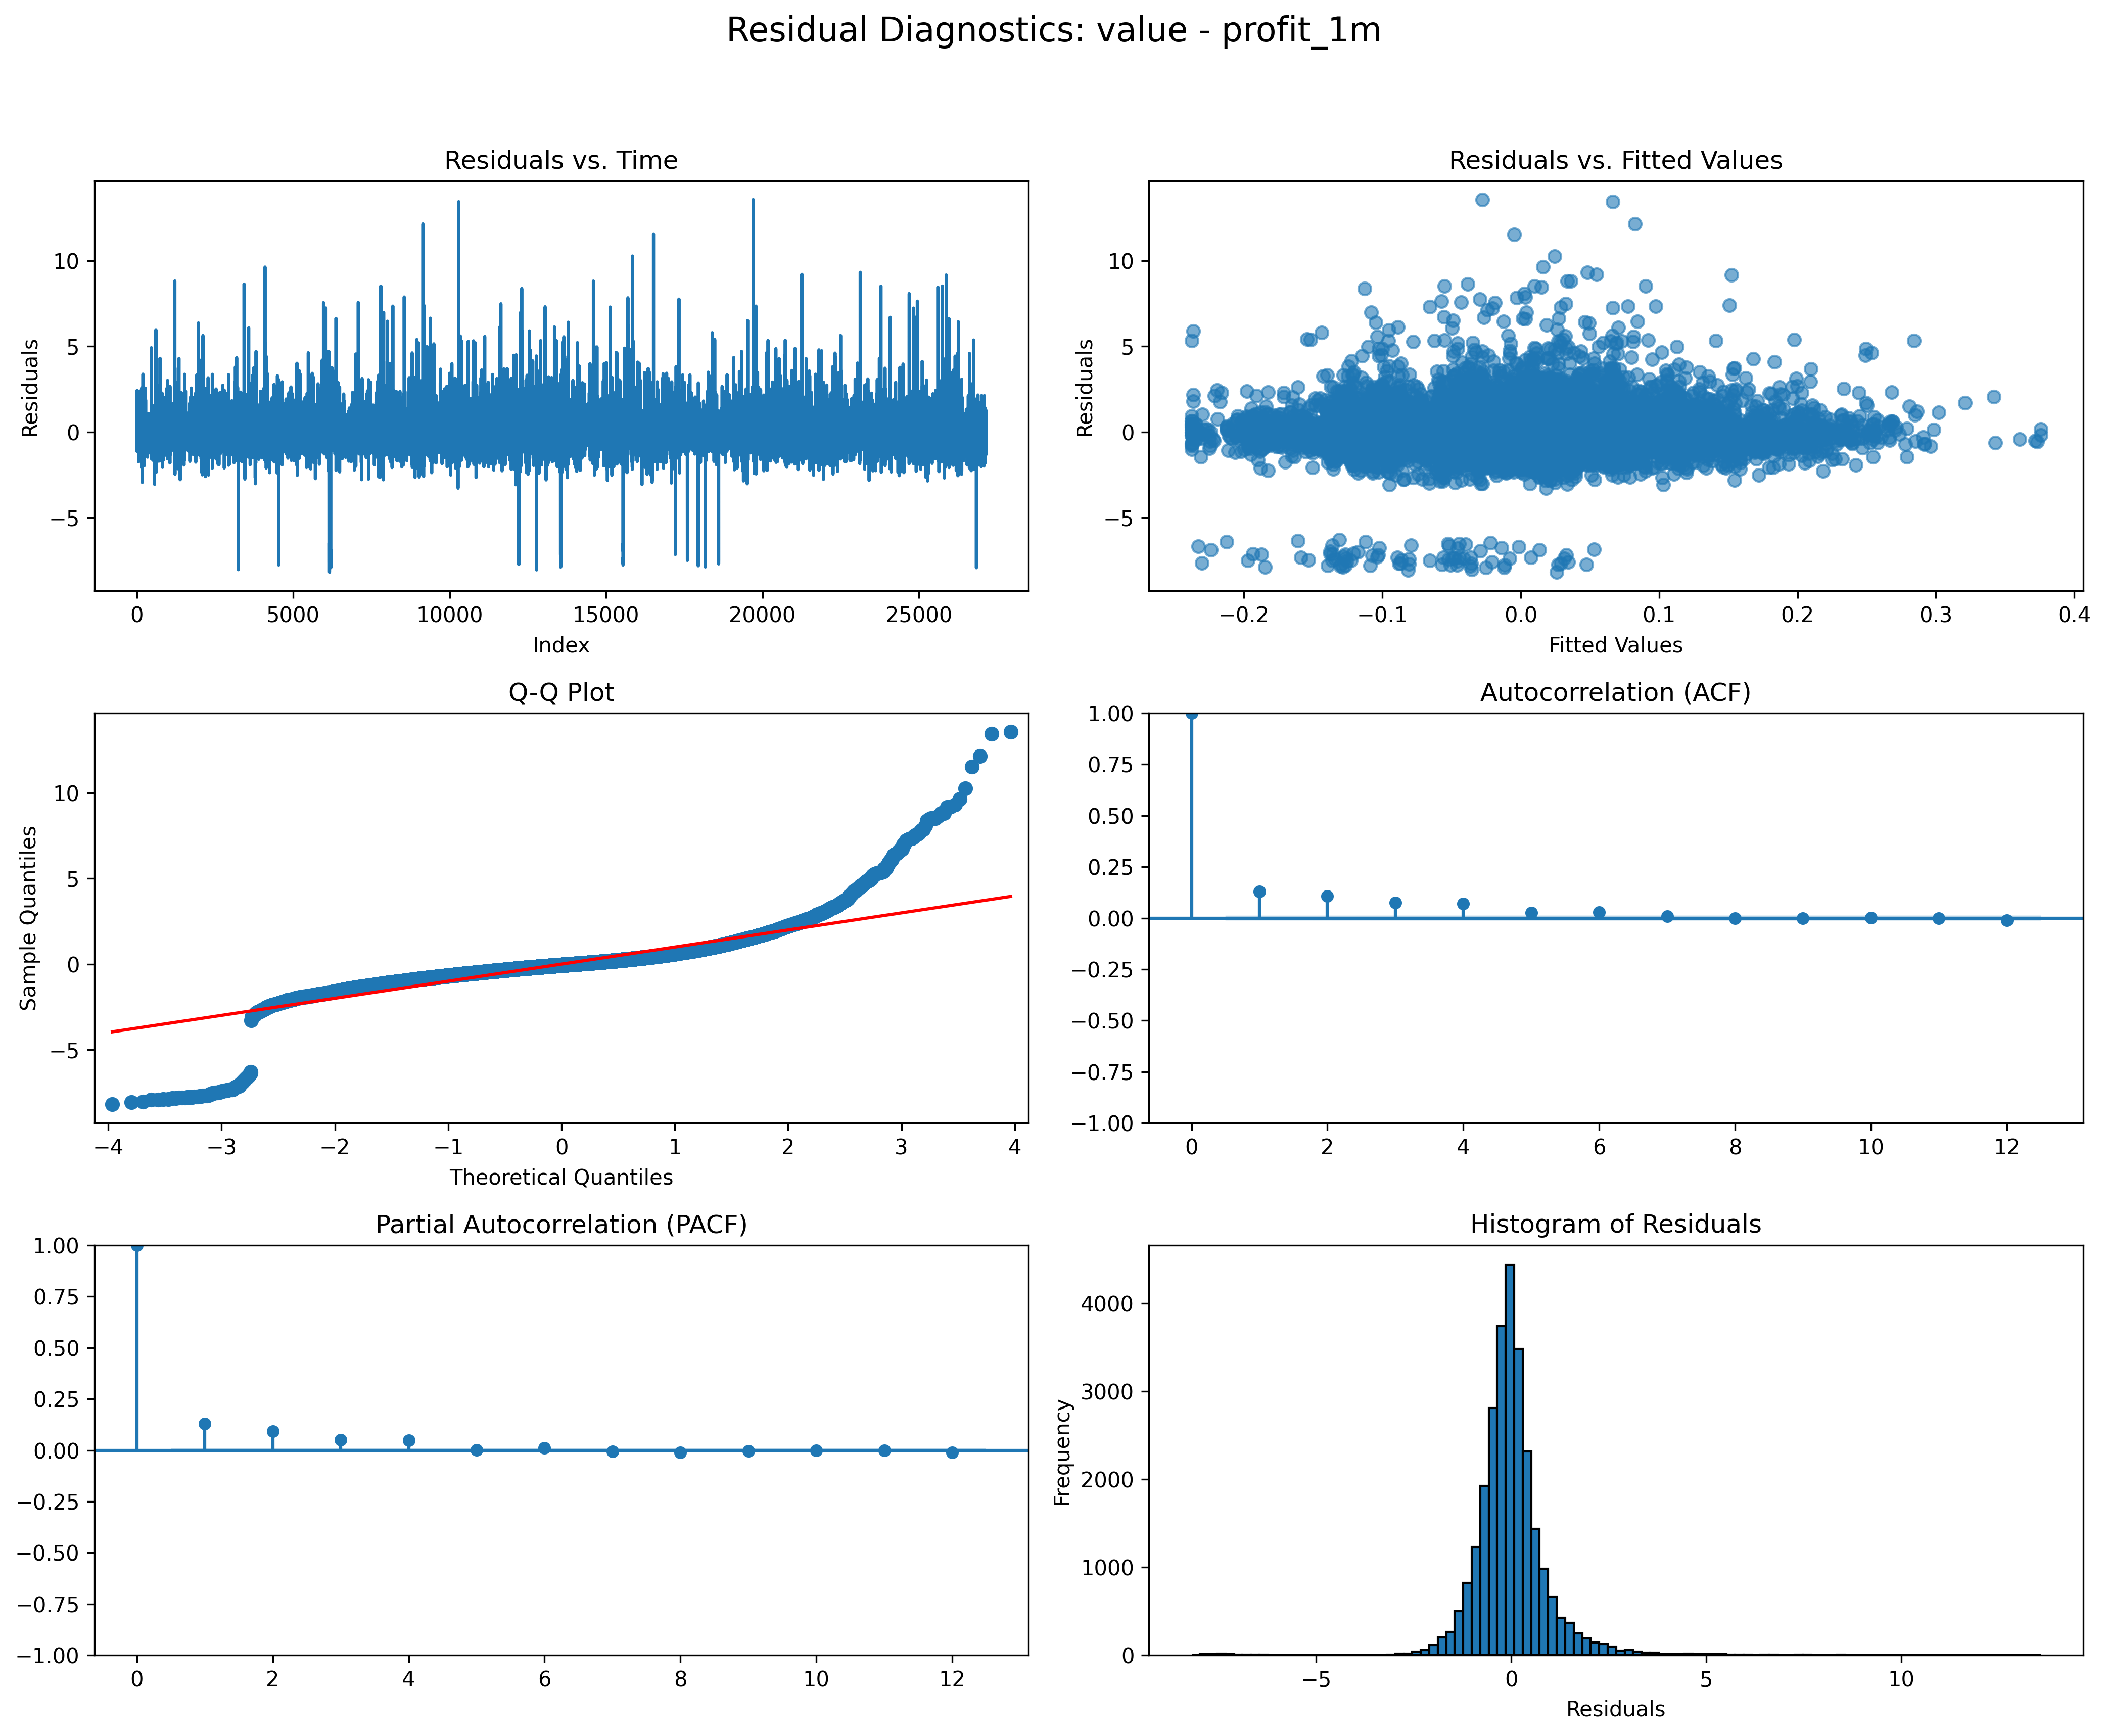 Residual Diagnostics: value - profit_1m
Residuals vs. Time
Residuals
10
5
0
−5
0 5000 10000 15000 20000 25000
Index
Residuals vs. Fitted Values
Residuals
10
5
0
−5
−0.2 −0.1 0.0 0.1 0.2 0.3 0.4
Fitted Values
Q-Q Plot
Sample Quantiles
10
5
0
−5
−4 −3 −2 −1 0 1 2 3 4
Theoretical Quantiles
Autocorrelation (ACF)
1.00
0.75
0.50
0.25
0.00
−0.25
−0.50
−0.75
−1.00
0 2 4 6 8 10 12
Partial Autocorrelation (PACF)
1.00
0.75
0.50
0.25
0.00
−0.25
−0.50
−0.75
−1.00
0 2 4 6 8 10 12
Histogram of Residuals
Frequency
4000
3000
2000
1000
0
−5 0 5 10
Residuals